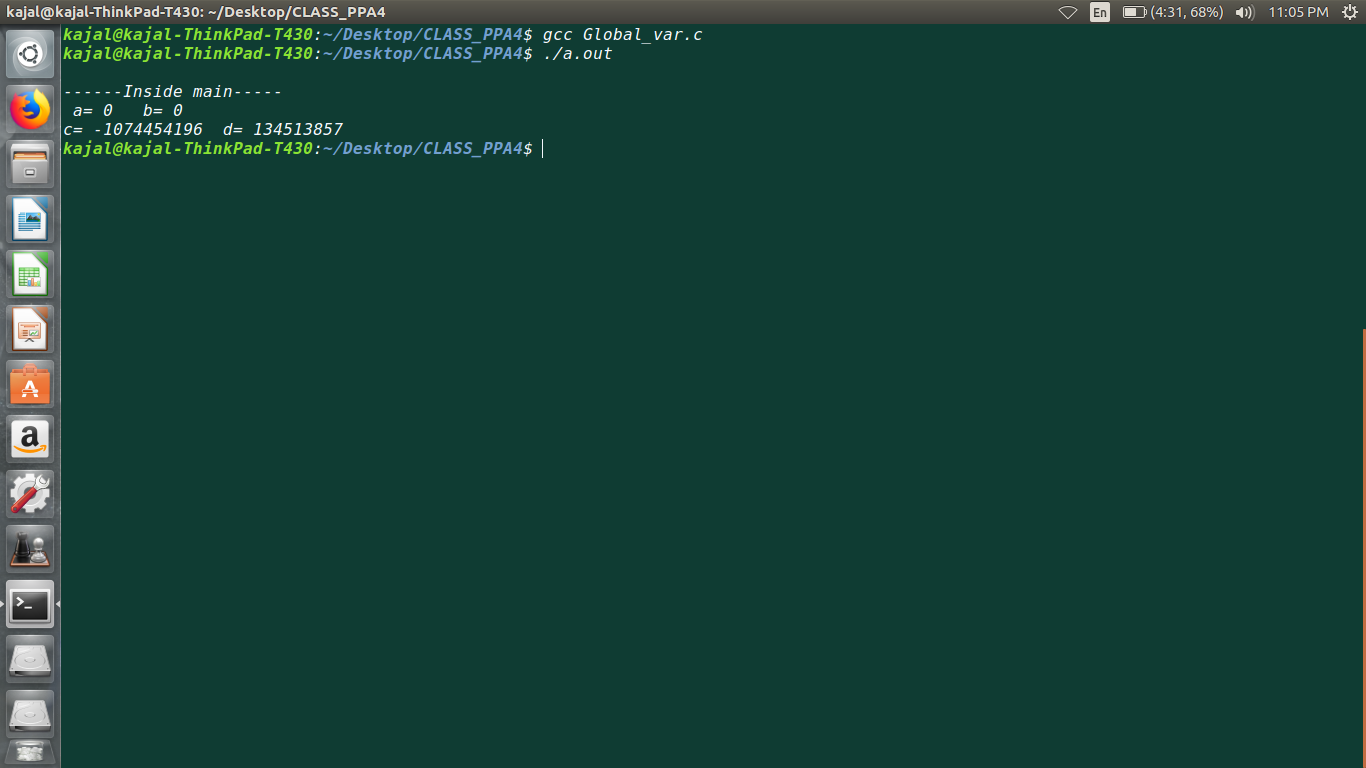 kajal@kajal-ThinkPad-T430: ~/Desktop/CLASS_PPA4
En (4:31, 68%) 11:05 PM
kajal@kajal-ThinkPad-T430:~/Desktop/CLASS_PPA4$ gcc Global_var.c
kajal@kajal-ThinkPad-T430:~/Desktop/CLASS_PPA4$ ./a.out
------Inside main-----
a= 0   b= 0
c= -1074454196  d= 134513857
kajal@kajal-ThinkPad-T430:~/Desktop/CLASS_PPA4$
A
a
>_